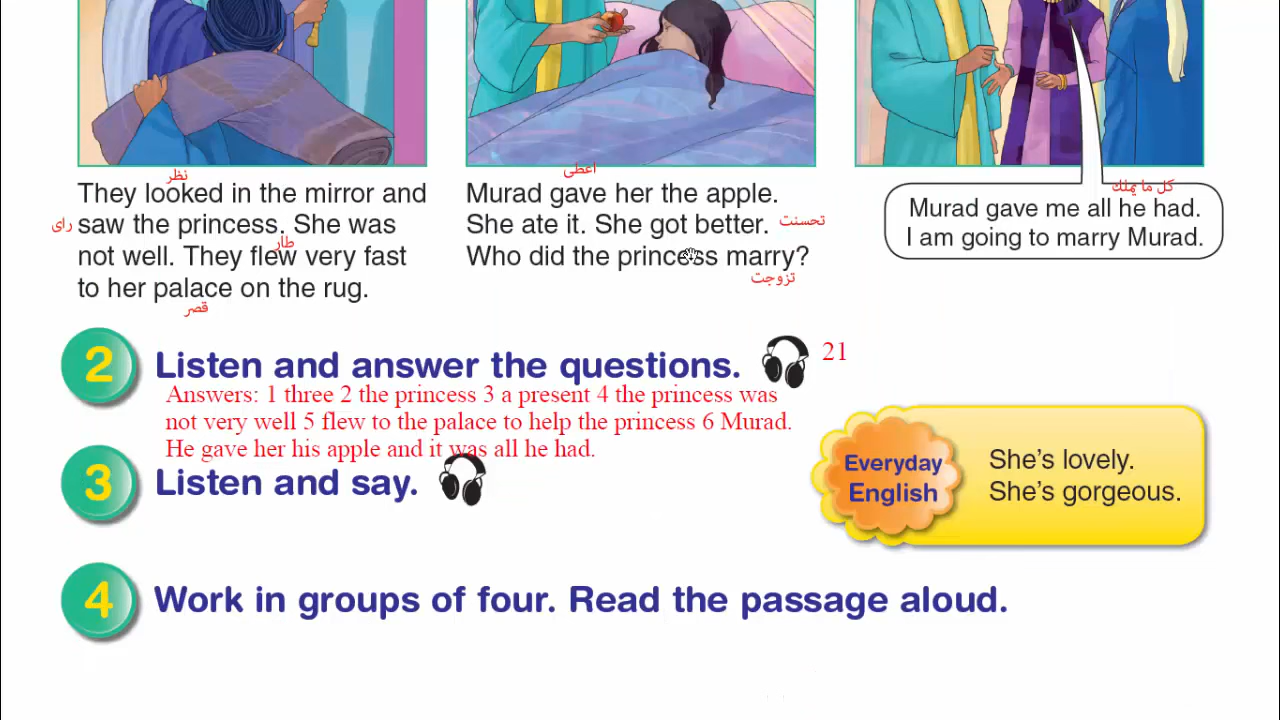 نظر
They looked in the mirror and
راى saw the princess. She was
طار
not well. They flew very fast
to her palace on the rug.
قصر
اعطى
Murad gave her the apple.
She ate it. She got better. تحسنت
Who did the princess marry?
تزوجت
كل ما يملك
Murad gave me all he had.
I am going to marry Murad.
2 Listen and answer the questions. 21
Answers: 1 three 2 the princess 3 a present 4 the princess was
not very well 5 flew to the palace to help the princess 6 Murad.
He gave her his apple and it was all he had.
3 Listen and say.
Everyday
English
She's lovely.
She's gorgeous.
4 Work in groups of four. Read the passage aloud.